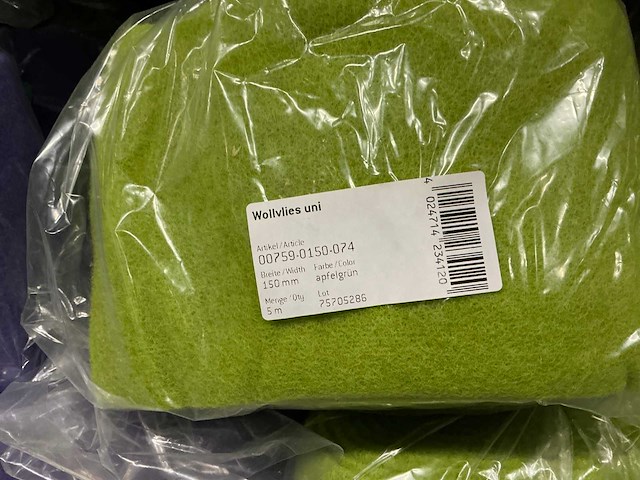 Wollvlies uni
Artikel/Article
00759-0150-074
Breite/Width Farbe/Color
150 mm apfelgrün
Menge/Qty Lot
5 m 75705286
4 024714 234120